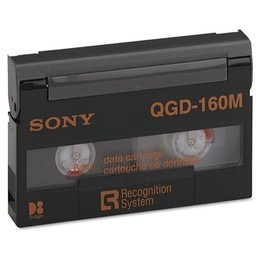 SONY
QGD-160M
data cartridge
cartouche de données
R Recognition
System